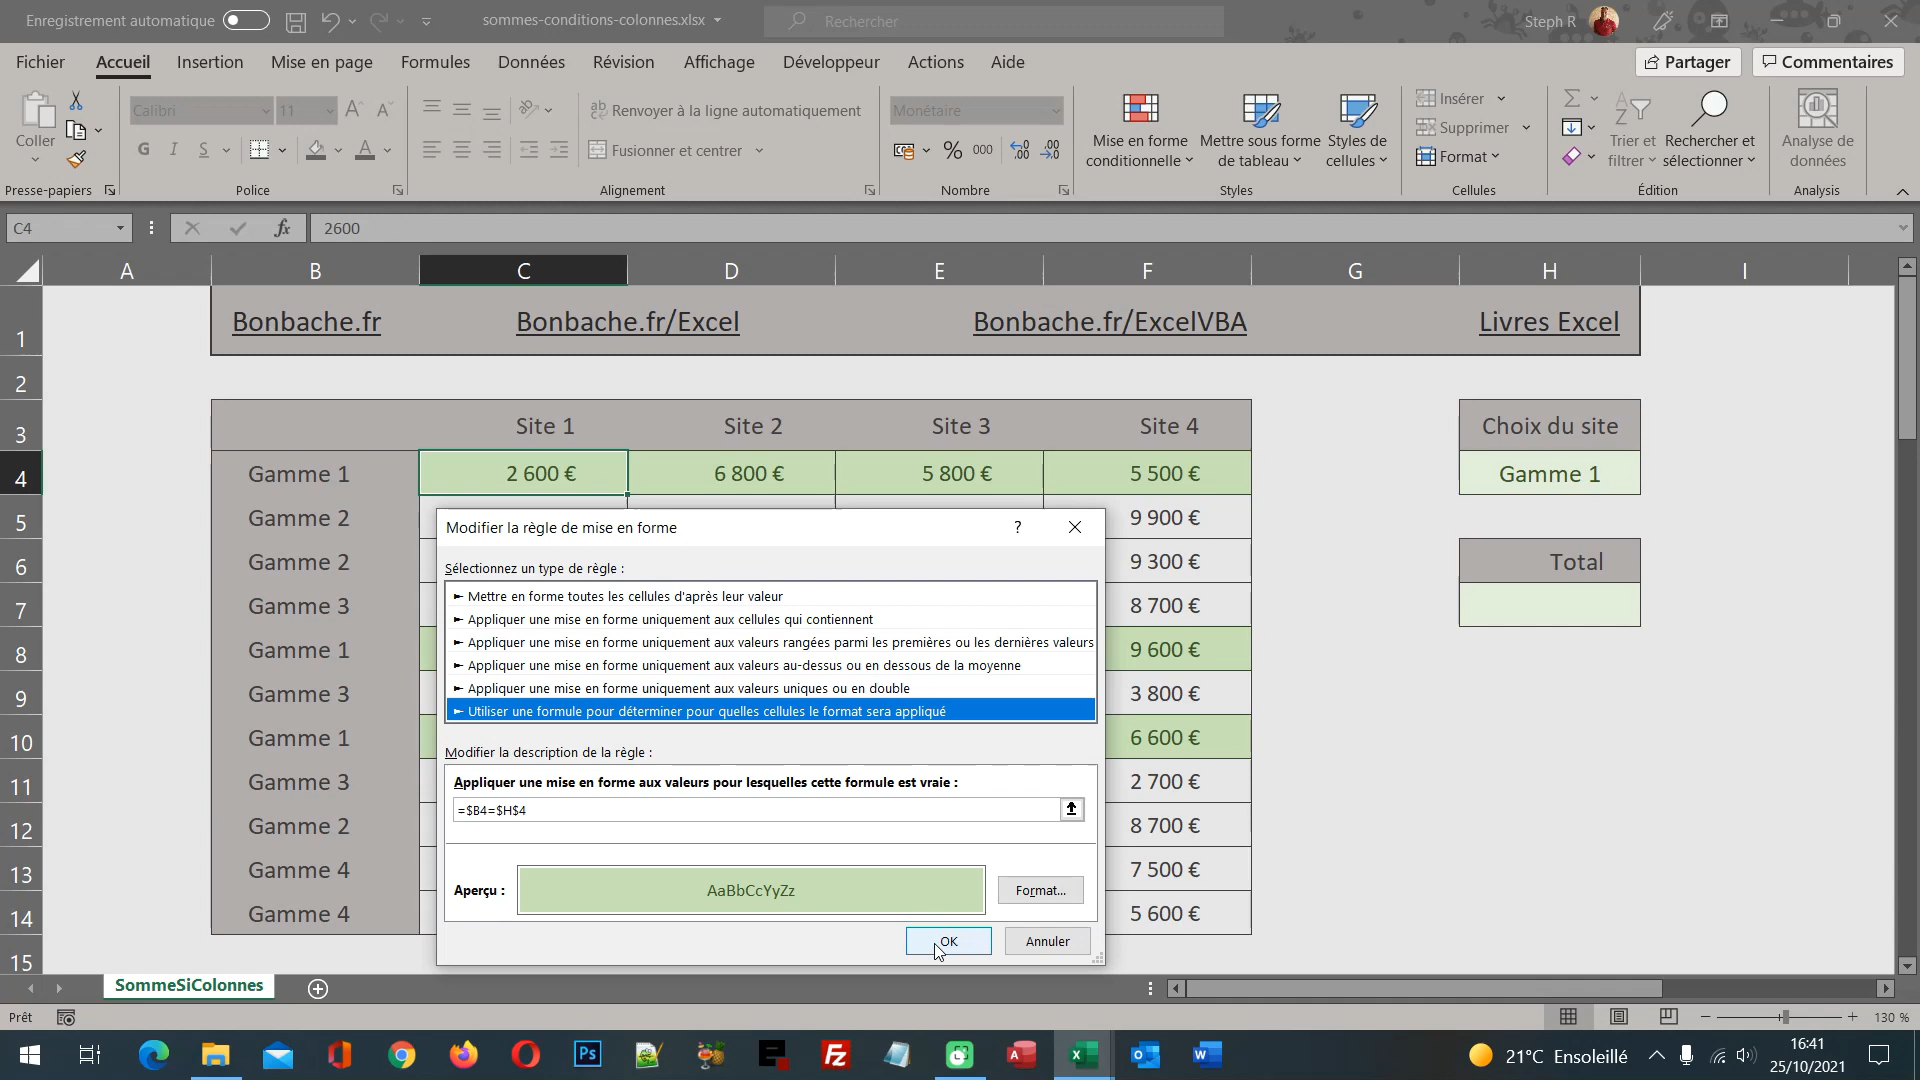 Enregistrement automatique
sommes-conditions-colonnes.xlsx
Rechercher
Steph R
Fichier Accueil Insertion Mise en page Formules Données Révision Affichage Développeur Actions Aide
Partager Commentaires
Coller
Presse-papiers
Calibri 11
G I S
Police
Renvoyer à la ligne automatiquement
Fusionner et centrer
Alignement
Monétaire
% 000
Nombre
Mise en forme conditionnelle
Mettre sous forme de tableau
Styles de cellules
Styles
Insérer
Supprimer
Format
Cellules
Trier et filtrer
Rechercher et sélectionner
Édition
Analyse de données
Analysis
C4 fx 2600
A B C D E F G H I
1 Bonbache.fr Bonbache.fr/Excel Bonbache.fr/ExcelVBA Livres Excel
2
3 Site 1 Site 2 Site 3 Site 4 Choix du site
4 Gamme 1 2 600 € 6 800 € 5 800 € 5 500 € Gamme 1
5 Gamme 2 9 900 €
6 Gamme 2 9 300 € Total
7 Gamme 3 8 700 €
8 Gamme 1 9 600 €
9 Gamme 3 3 800 €
10 Gamme 1 6 600 €
11 Gamme 3 2 700 €
12 Gamme 2 8 700 €
13 Gamme 4 7 500 €
14 Gamme 4 5 600 €
15
Modifier la règle de mise en forme ?
Sélectionnez un type de règle :
► Mettre en forme toutes les cellules d'après leur valeur
► Appliquer une mise en forme uniquement aux cellules qui contiennent
► Appliquer une mise en forme uniquement aux valeurs rangées parmi les premières ou les dernières valeurs
► Appliquer une mise en forme uniquement aux valeurs au-dessus ou en dessous de la moyenne
► Appliquer une mise en forme uniquement aux valeurs uniques ou en double
► Utiliser une formule pour déterminer pour quelles cellules le format sera appliqué
Modifier la description de la règle :
Appliquer une mise en forme aux valeurs pour lesquelles cette formule est vraie :
=$B4=$H$4
Aperçu : AaBbCcYyZz Format...
OK Annuler
SommeSiColonnes
Prêt
130 %
21°C Ensoleillé
16:41
25/10/2021